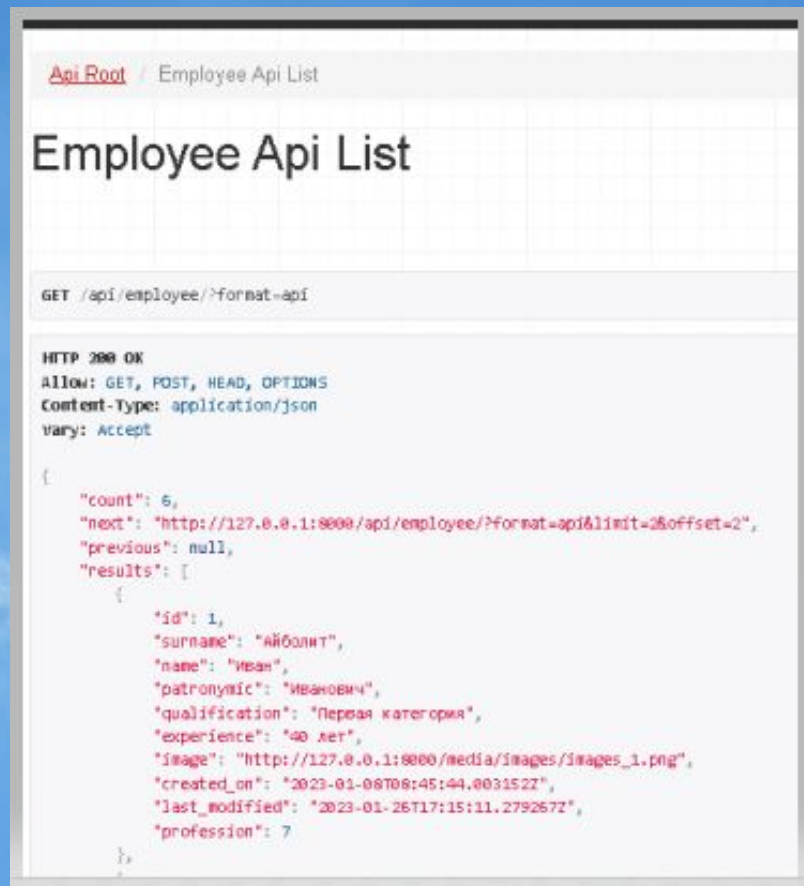 Api Root / Employee Api List
Employee Api List
GET /api/employee/?format=api
HTTP 200 OK
Allow: GET, POST, HEAD, OPTIONS
Content-Type: application/json
Vary: Accept
{
"count": 6,
"next": "http://127.0.0.1:8000/api/employee/?format=api&limit=2&offset=2",
"previous": null,
"results": [
{
"id": 1,
"surname": "Айболит",
"name": "Иван",
"patronymic": "Иванович",
"qualification": "Первая категория",
"experience": "40 лет",
"image": "http://127.0.0.1:8000/media/images/images_1.png",
"created_on": "2023-01-08T08:45:44.003152Z",
"last_modified": "2023-01-26T17:15:11.279267Z",
"profession": 7
},